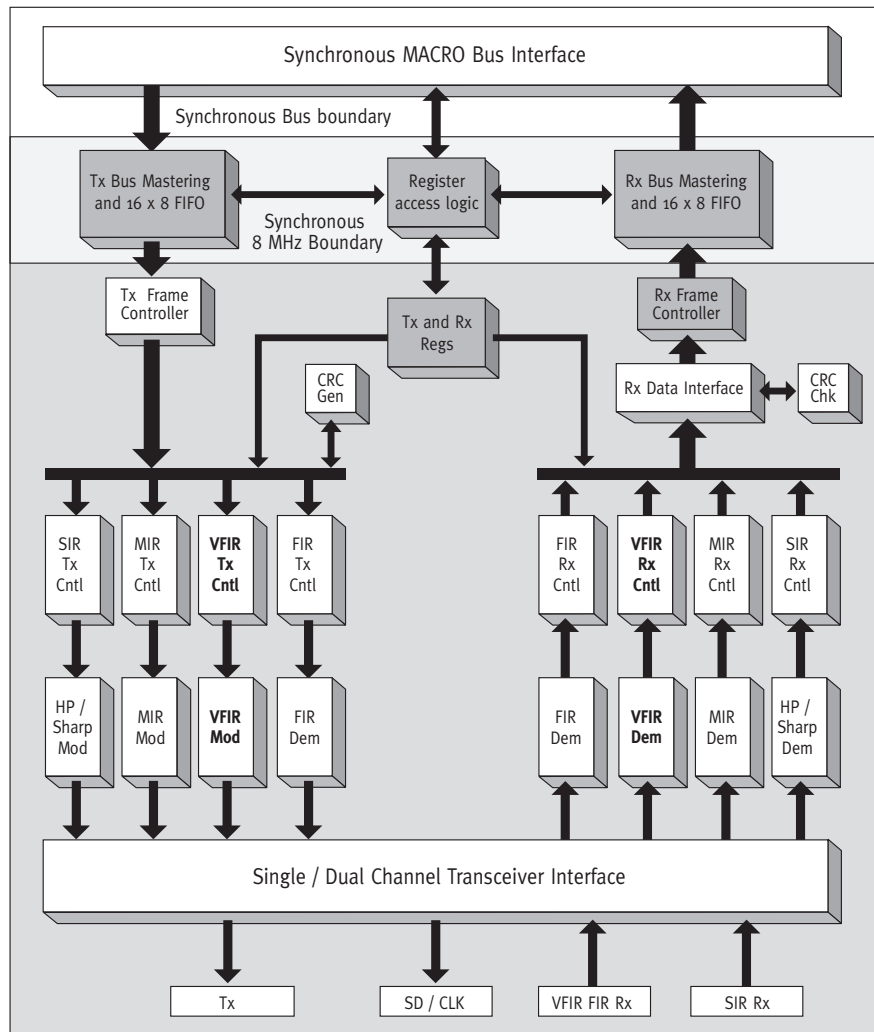 Synchronous MACRO Bus Interface
Synchronous Bus boundary
Tx Bus Mastering
and 16 x 8 FIFO
Register
access logic
Rx Bus Mastering
and 16 x 8 FIFO
Synchronous
8 MHz Boundary
Tx Frame
Controller
Tx and Rx
Regs
Rx Frame
Controller
CRC
Gen
Rx Data Interface
CRC
Chk
SIR
Tx
Cntl
MIR
Tx
Cntl
VFIR
Tx
Cntl
FIR
Tx
Cntl
FIR
Rx
Cntl
VFIR
Rx
Cntl
MIR
Rx
Cntl
SIR
Rx
Cntl
HP /
Sharp
Mod
MIR
Mod
VFIR
Mod
FIR
Dem
FIR
Dem
VFIR
Dem
MIR
Dem
HP /
Sharp
Dem
Single / Dual Channel Transceiver Interface
Tx
SD / CLK
VFIR FIR Rx
SIR Rx